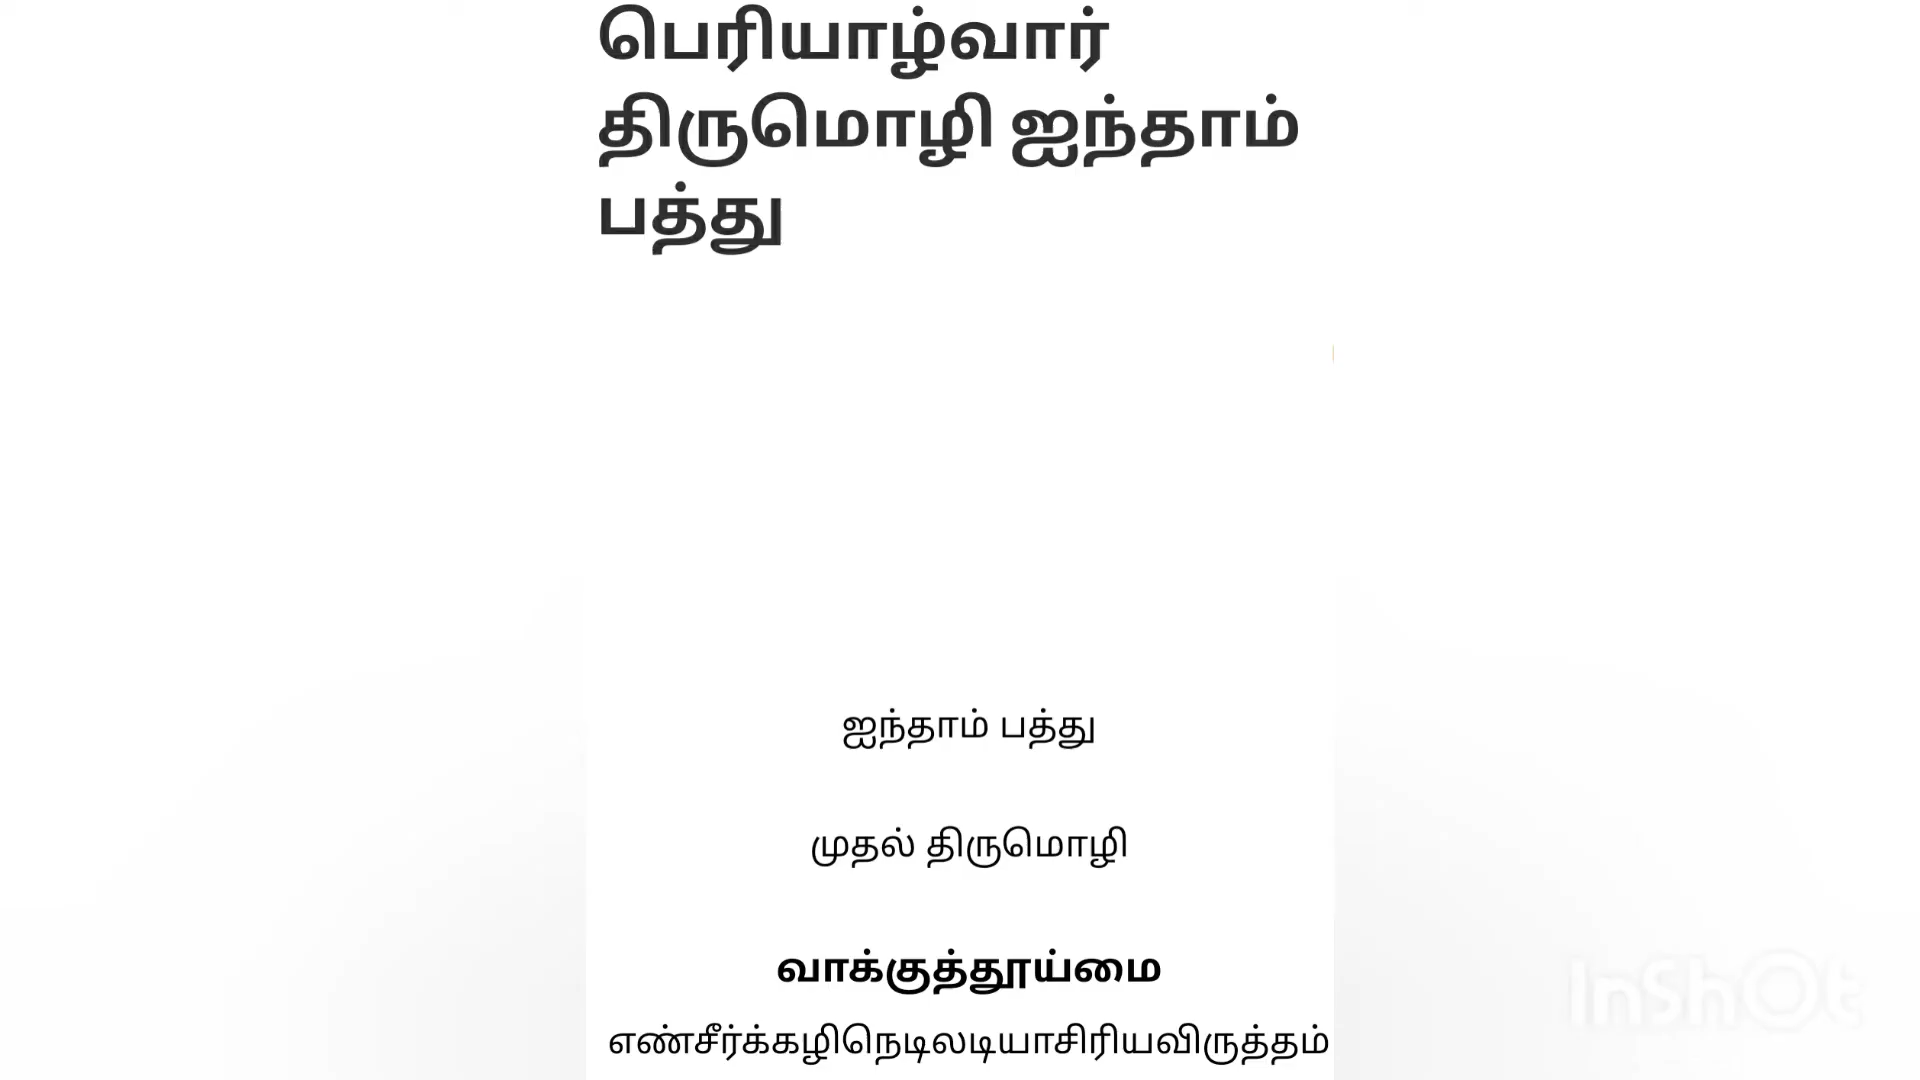 பெரியாழ்வார்
திருமொழி ஐந்தாம்
பத்து
ஐந்தாம் பத்து
முதல் திருமொழி
வாக்குத்தூய்மை
எண்சீர்க்கழிநெடிலடியாசிரியவிருத்தம்
InShOt